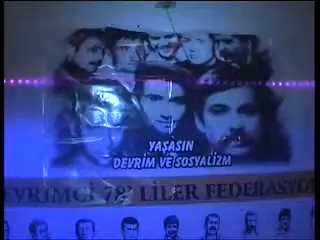 YAŞASIN
DEVRİM VE SOSYALİZM
EVRİMCİ 78' LİLER FEDERASYO